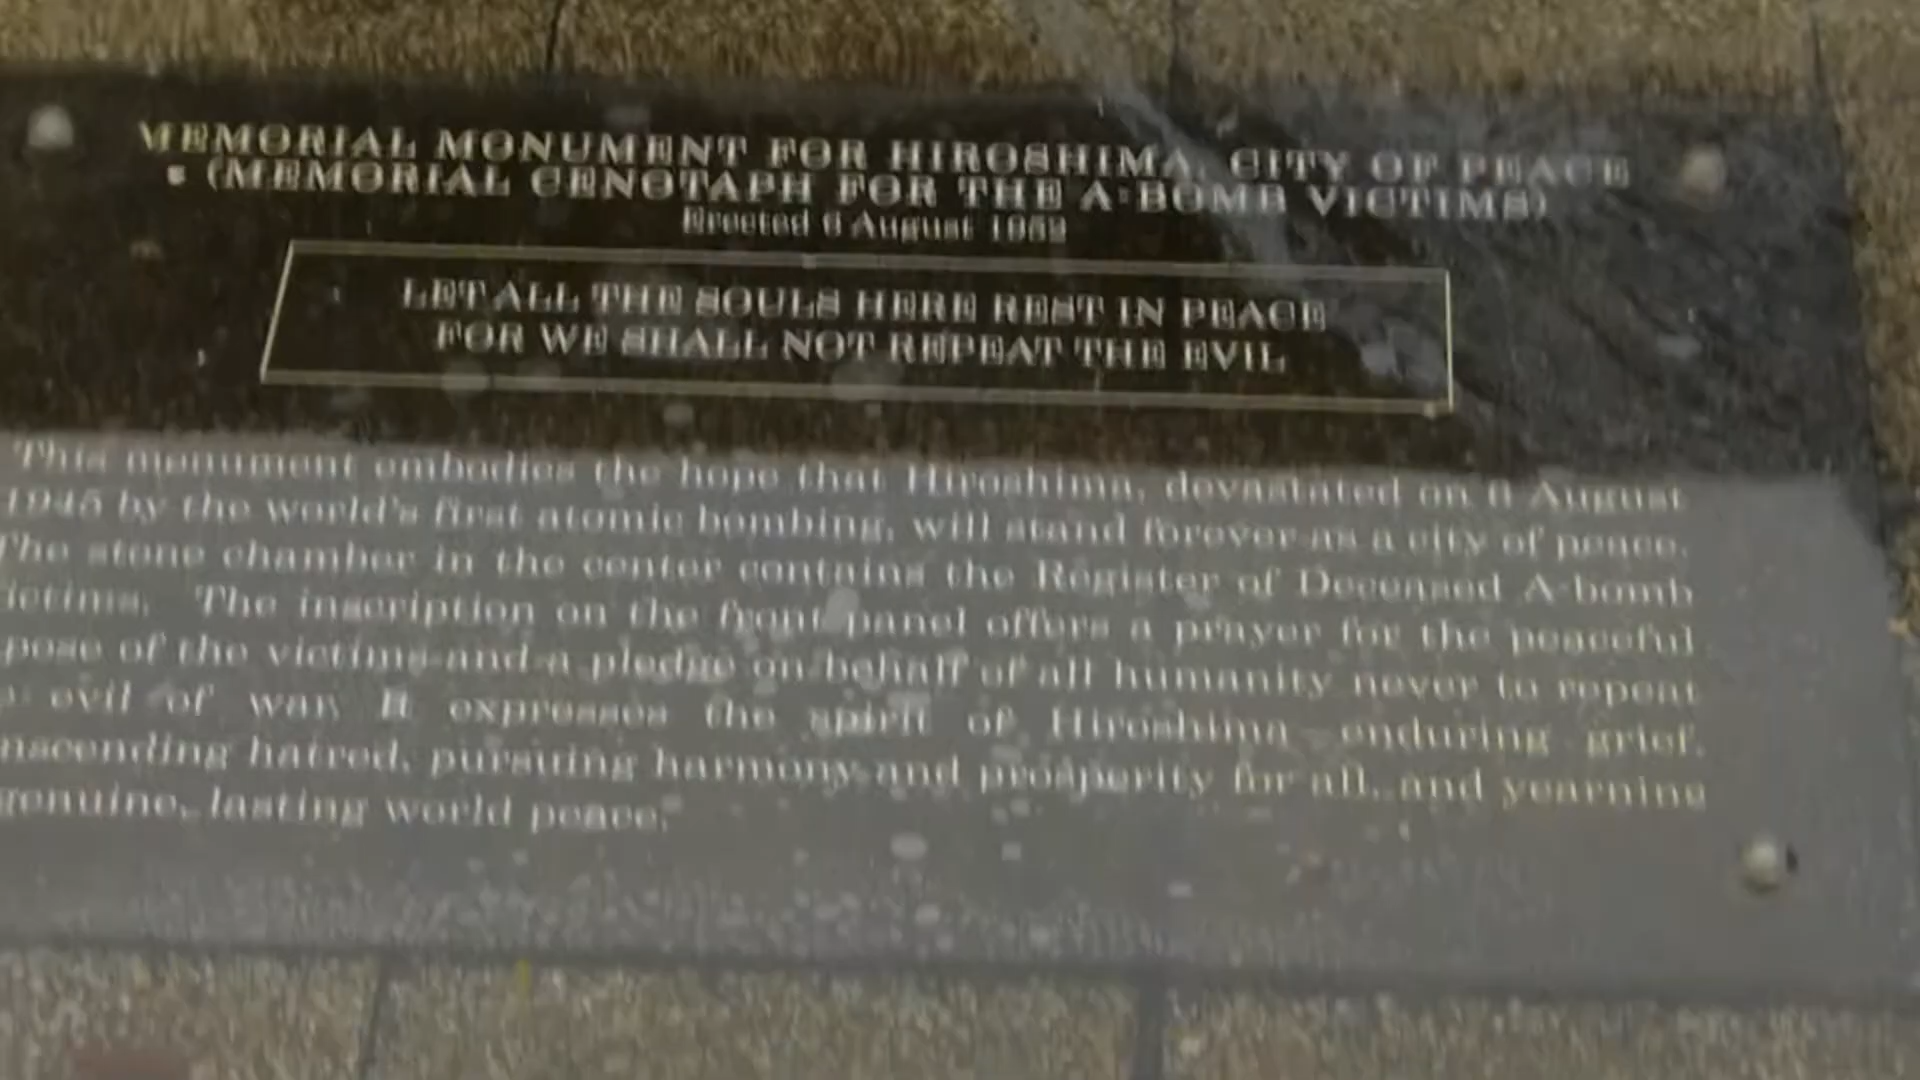 MEMORIAL MONUMENT FOR HIROSHIMA, CITY OF PEACE
(MEMORIAL CENOTAPH FOR THE A-BOMB VICTIMS)
Erected 6 August 1952
LET ALL THE SOULS HERE REST IN PEACE
FOR WE SHALL NOT REPEAT THE EVIL
This monument embodies the hope that Hiroshima, devastated on 6 August
1945 by the world's first atomic bombing, will stand forever as a city of peace.
The stone chamber in the center contains the Register of Deceased A-bomb
ictims. The inscription on the front panel offers a prayer for the peaceful
pose of the victims and a pledge on behalf of all humanity never to repeat
evil of war. It expresses the spirit of Hiroshima enduring grief,
nscending hatred, pursuing harmony and prosperity for all, and yearning
genuine, lasting world peace.